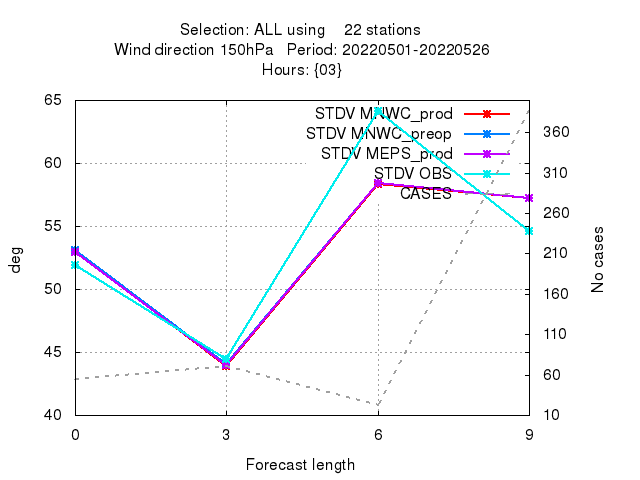 Selection: ALL using    22 stations
Wind direction 150hPa   Period: 20220501-20220526
Hours: {03}
STDV MNWC_prod
STDV MNWC_preop
STDV MEPS_prod
STDV OBS
CASES
65
60
55
50
45
40
deg
360
310
260
210
160
110
60
10
No cases
0 3 6 9
Forecast length